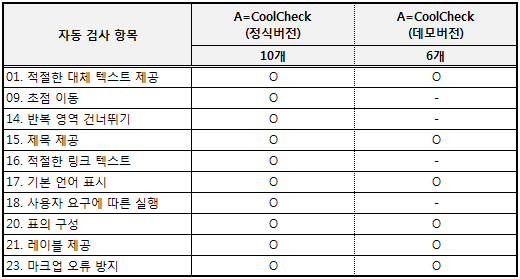 자동 검사 항목 A=CoolCheck (정식버전) A=CoolCheck (데모버전)
10개 6개
01. 적절한 대체 텍스트 제공 O O
09. 초점 이동 O -
14. 반복 영역 건너뛰기 O -
15. 제목 제공 O O
16. 적절한 링크 텍스트 O -
17. 기본 언어 표시 O O
18. 사용자 요구에 따른 실행 O -
20. 표의 구성 O O
21. 레이블 제공 O O
23. 마크업 오류 방지 O O